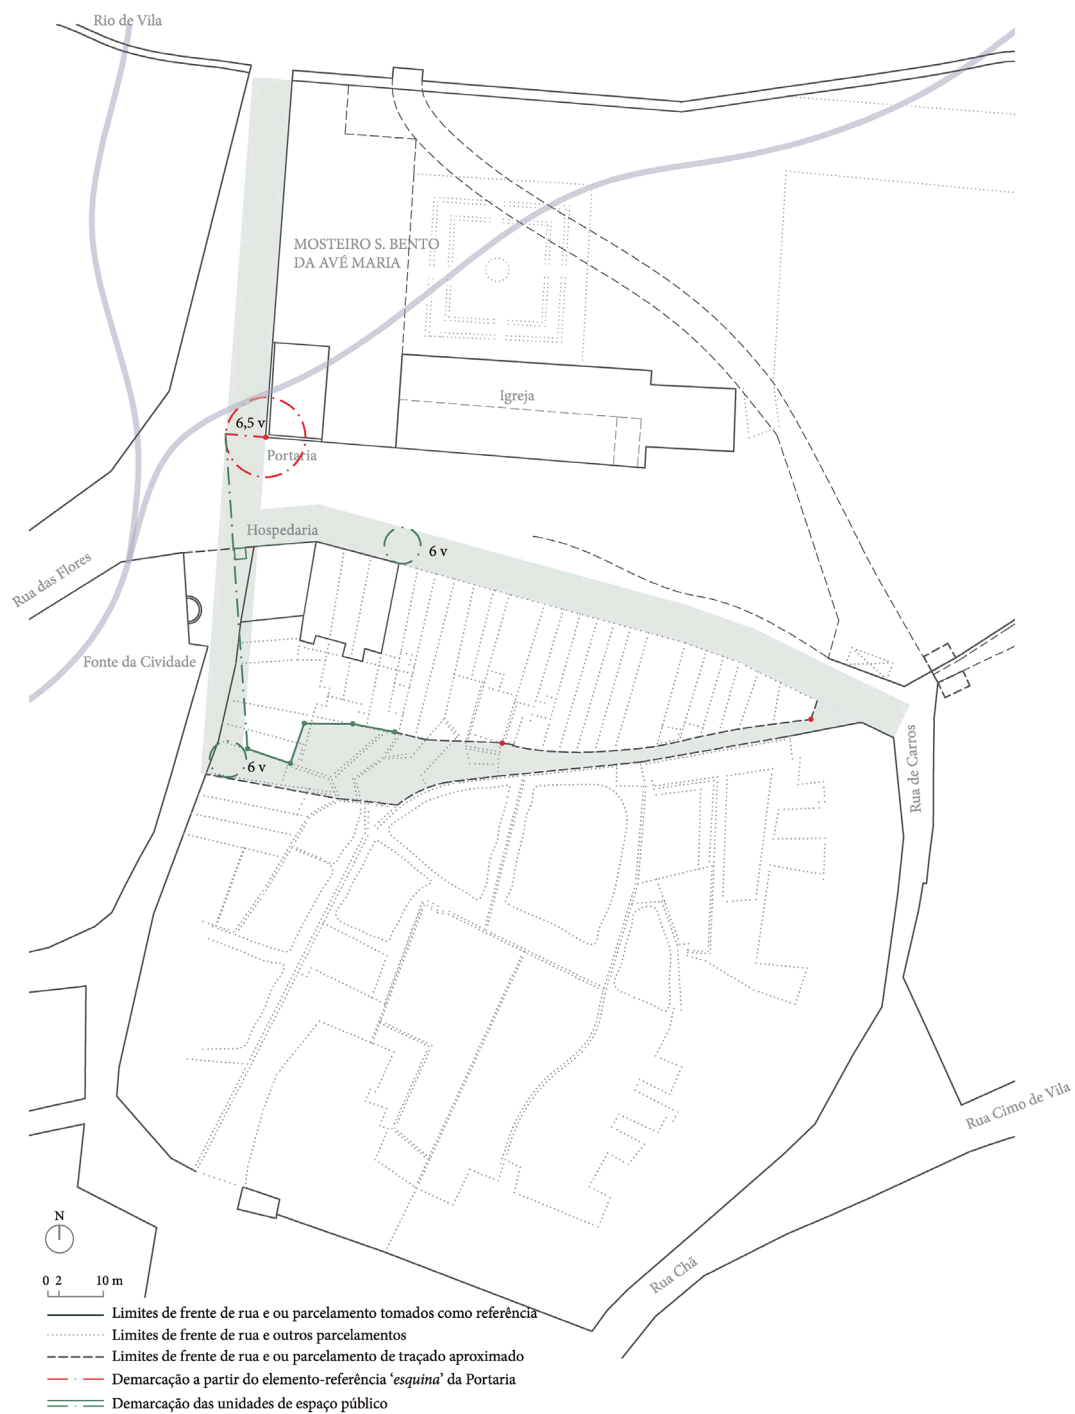 Rio de Vila
MOSTEIRO S. BENTO
DA AVÉ MARIA
Igreja
6,5 v
Portaria
Hospedaria
6 v
Rua das Flores
Fonte da Cividade
6 v
Rua de Carros
Rua Cimo de Vila
Rua Chã
N
0 2 10 m
Limites de frente de rua e ou parcelamento tomados como referência
Limites de frente de rua e outros parcelamentos
Limites de frente de rua e ou parcelamento de traçado aproximado
Demarcação a partir do elemento-referência ‘esquina’ da Portaria
Demarcação das unidades de espaço público